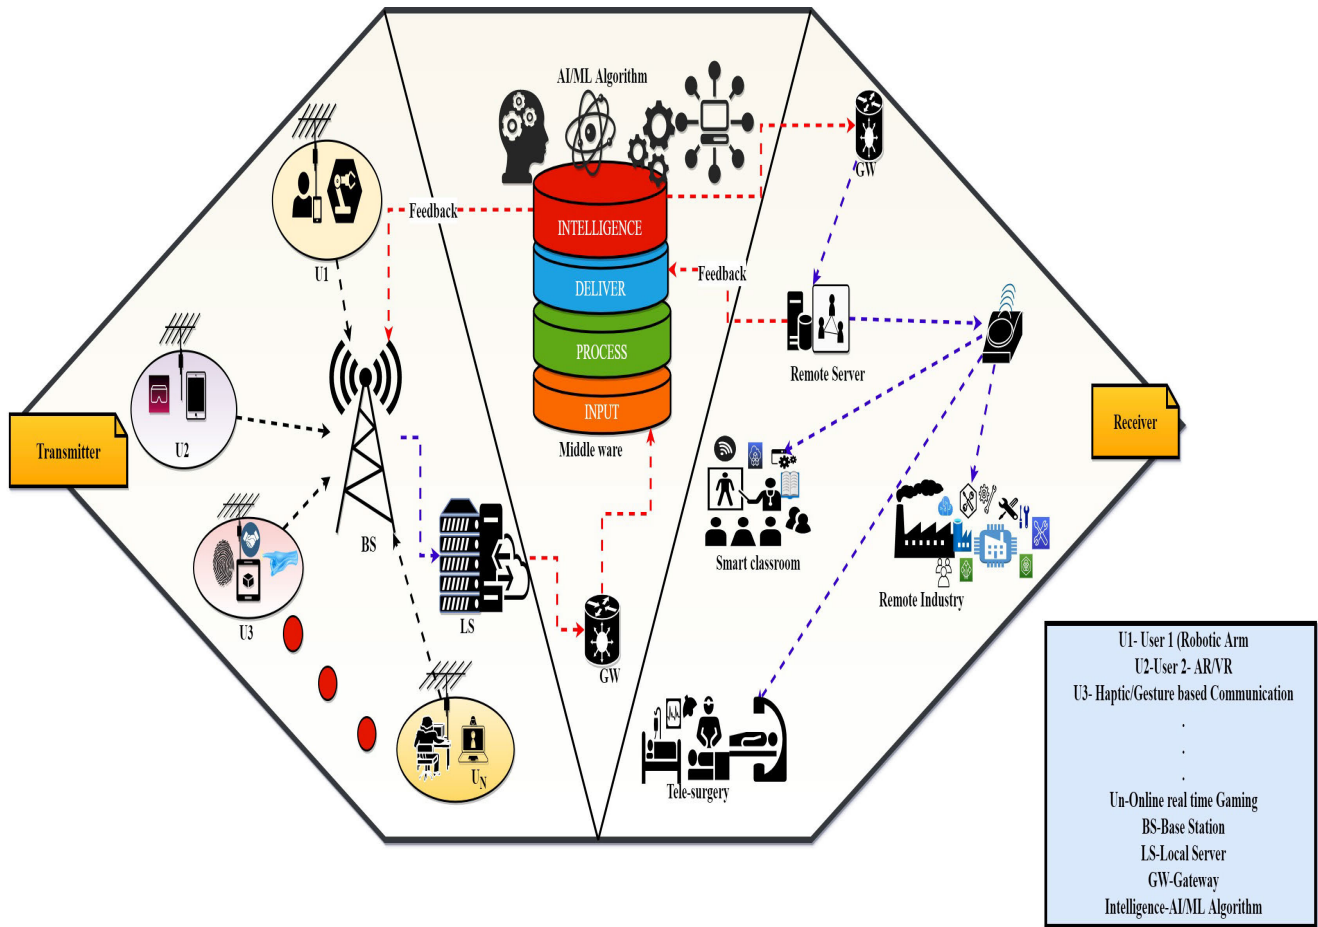 AI/ML Algorithm
GW
U1
Feedback
INTELLIGENCE
DELIVER
PROCESS
INPUT
Middle ware
Feedback
Remote Server
Transmitter
U2
BS
U3
LS
GW
UN
Receiver
Smart classroom
Remote Industry
Tele-surgery
U1- User 1 (Robotic Arm
U2-User 2- AR/VR
U3- Haptic/Gesture based Communication
.
.
.
Un-Online real time Gaming
BS-Base Station
LS-Local Server
GW-Gateway
Intelligence-AI/ML Algorithm